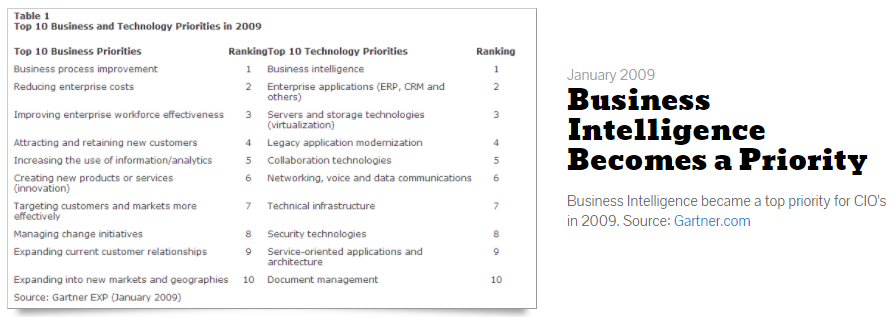 Table 1
Top 10 Business and Technology Priorities in 2009
Top 10 Business Priorities RankingTop 10 Technology Priorities Ranking
Business process improvement 1 Business intelligence 1
Reducing enterprise costs 2 Enterprise applications (ERP, CRM and 2
others)
Improving enterprise workforce effectiveness 3 Servers and storage technologies 3
(virtualization)
Attracting and retaining new customers 4 Legacy application modernization 4
Increasing the use of information/analytics 5 Collaboration technologies 5
Creating new products or services 6 Networking, voice and data communications 6
(innovation)
Targeting customers and markets more 7 Technical infrastructure 7
effectively
Managing change initiatives 8 Security technologies 8
Expanding current customer relationships 9 Service-oriented applications and 9
architecture
Expanding into new markets and geographies 10 Document management 10
Source: Gartner EXP (January 2009)
January 2009
Business
Intelligence
Becomes a Priority
Business Intelligence became a top priority for CIO's
in 2009. Source: Gartner.com